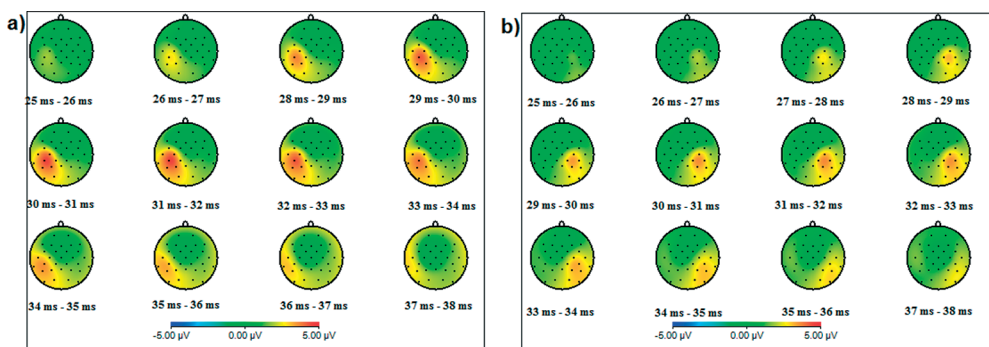 a)
25 ms - 26 ms 26 ms - 27 ms 28 ms - 29 ms 29 ms - 30 ms
30 ms - 31 ms 31 ms - 32 ms 32 ms - 33 ms 33 ms - 34 ms
34 ms - 35 ms 35 ms - 36 ms 36 ms - 37 ms 37 ms - 38 ms
-5.00 µV 0.00 µV 5.00 µV
b)
25 ms - 26 ms 26 ms - 27 ms 27 ms - 28 ms 28 ms - 29 ms
29 ms - 30 ms 30 ms - 31 ms 31 ms - 32 ms 32 ms - 33 ms
33 ms - 34 ms 34 ms - 35 ms 35 ms - 36 ms 37 ms - 38 ms
-5.00 µV 0.00 µV 5.00 µV